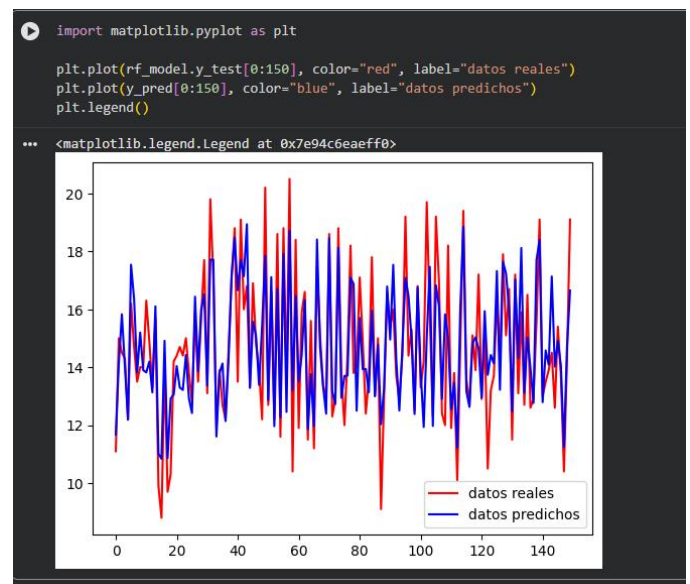 import matplotlib.pyplot as plt
plt.plot(rf_model.y_test[0:150], color="red", label="datos reales")
plt.plot(y_pred[0:150], color="blue", label="datos predichos")
plt.legend()
<matplotlib.legend.Legend at 0x7e94c6eaeff0>
20
18
16
14
12
10
datos reales
datos predichos
0 20 40 60 80 100 120 140